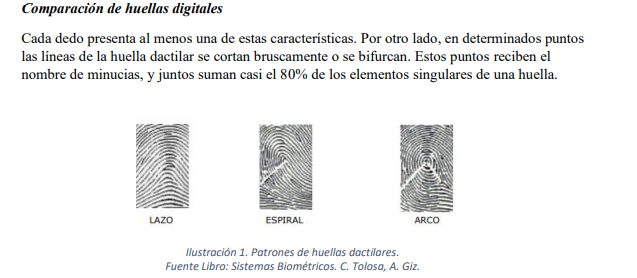 Comparación de huellas digitales
Cada dedo presenta al menos una de estas características. Por otro lado, en determinados puntos
las líneas de la huella dactilar se cortan bruscamente o se bifurcan. Estos puntos reciben el
nombre de minucias, y juntos suman casi el 80% de los elementos singulares de una huella.
LAZO ESPIRAL ARCO
Ilustración 1. Patrones de huellas dactilares.
Fuente Libro: Sistemas Biométricos. C. Tolosa, A. Giz.